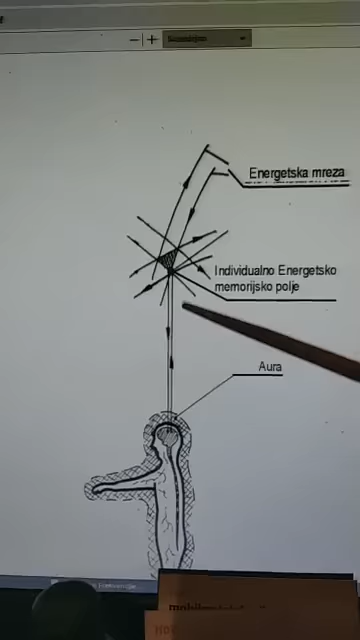 Energetska mreza
Individualno Energetsko
memorijsko polje
Aura